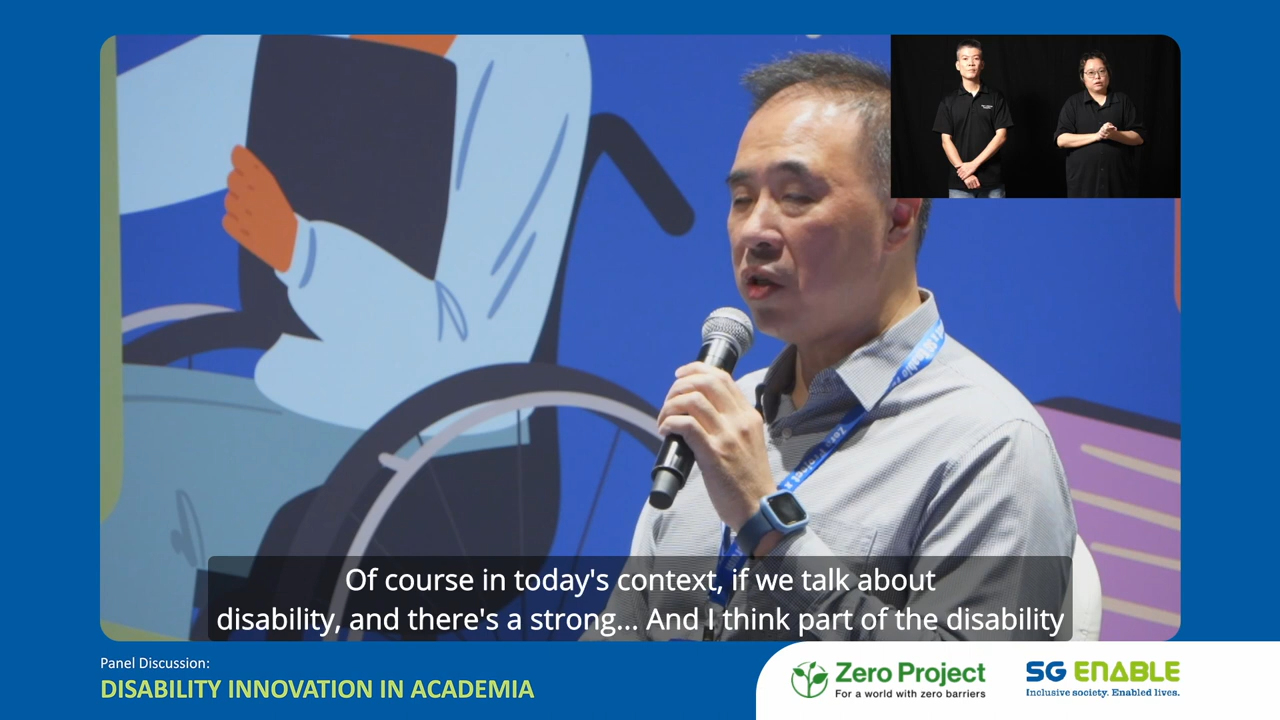 Of course in today's context, if we talk about
disability, and there's a strong... And I think part of the disability
Panel Discussion:
DISABILITY INNOVATION IN ACADEMIA
Zero Project
For a world with zero barriers
SG ENABLE
Inclusive society. Enabled lives.